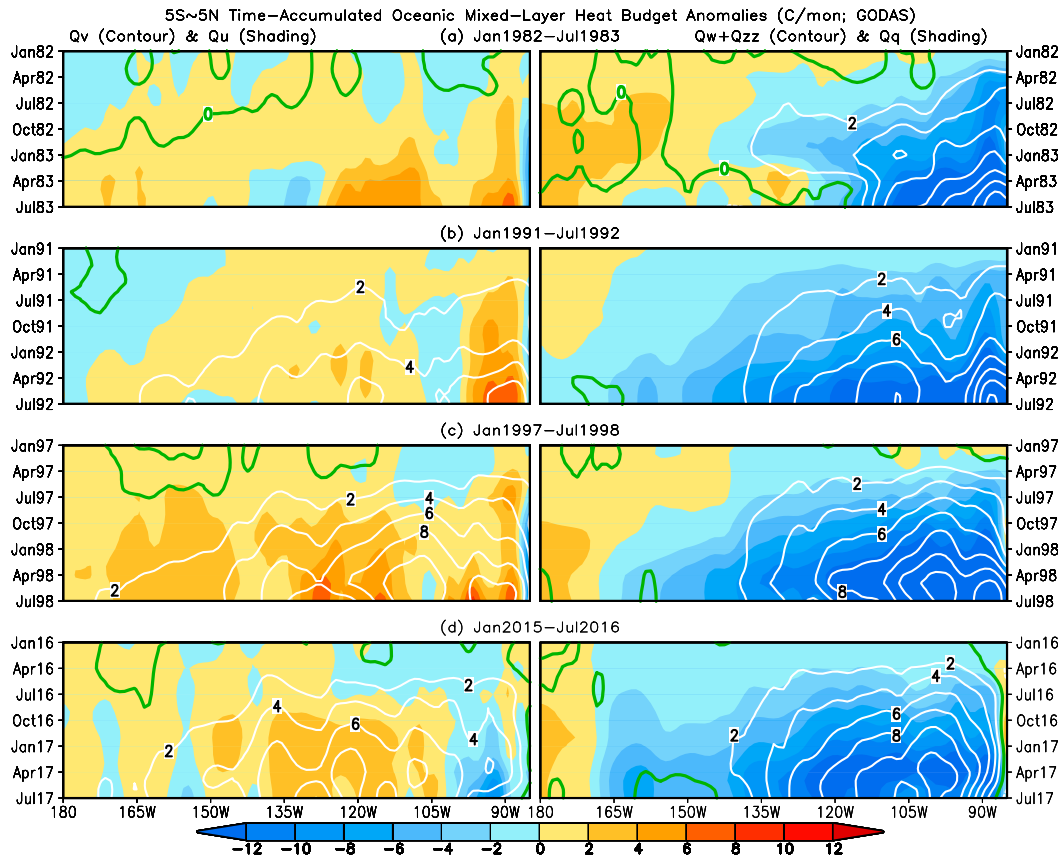 5S~5N Time-Accumulated Oceanic Mixed-Layer Heat Budget Anomalies (C/mon; GODAS)
Qv (Contour) & Qu (Shading) (a) Jan1982-Jul1983 Qw+Qzz (Contour) & Qq (Shading)
Jan82 Jan82
Apr82 Apr82
Jul82 0 Jul82
0 2
Oct82 Oct82
Jan83 Jan83
Apr83 0 Apr83
Jul83 Jul83
(b) Jan1991-Jul1992
Jan91 Jan91
Apr91 2 Apr91
2
Jul91 4 Jul91
Oct91 6 Oct91
Jan92 4 Jan92
Apr92 Apr92
Jul92 Jul92
(c) Jan1997-Jul1998
Jan97 Jan97
Apr97 2 Apr97
Jul97 2 4 4 Jul97
Oct97 6 6 Oct97
8
Jan98 Jan98
Apr98 Apr98
Jul98 2 8 Jul98
(d) Jan2015-Jul2016
Jan16 Jan16
2
Apr16 4 Apr16
2
Jul16 4 6 Jul16
Oct16 6 Oct16
2 4 2 8
Jan17 Jan17
Apr17 Apr17
Jul17 Jul17
180 165W 150W 135W 120W 105W 90W 180 165W 150W 135W 120W 105W 90W
-12 -10 -8 -6 -4 -2 0 2 4 6 8 10 12